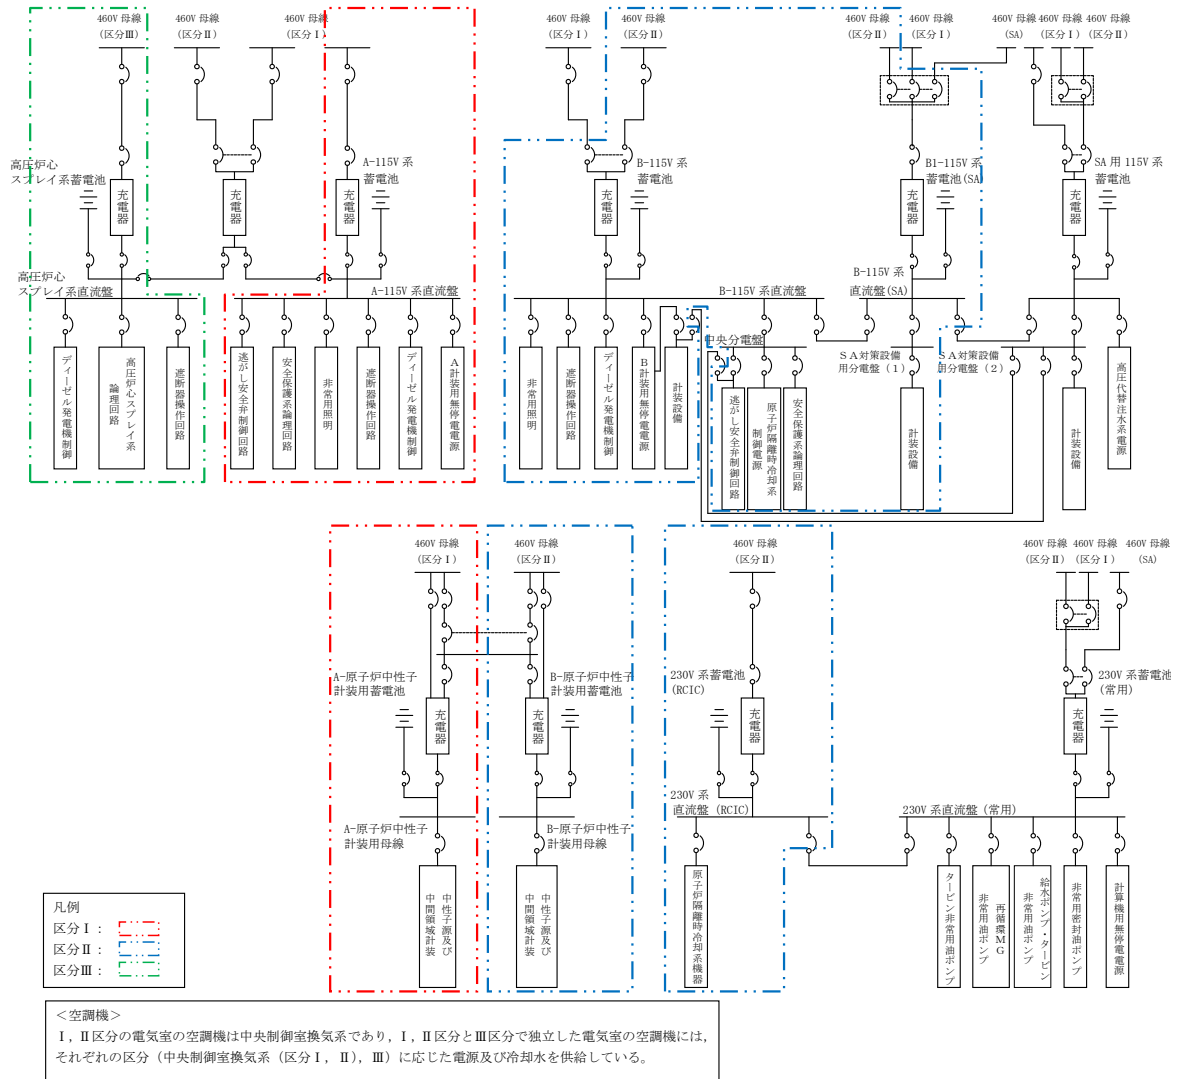 460V 母線
(区分Ⅲ)
460V 母線
(区分Ⅱ)
460V 母線
(区分Ⅰ)
460V 母線
(区分Ⅰ)
460V 母線
(区分Ⅱ)
460V 母線
(区分Ⅱ)
460V 母線
(区分Ⅰ)
460V 母線
(SA)
460V 母線
(区分Ⅰ)
460V 母線
(区分Ⅱ)
高圧炉心
スプレイ系蓄電池
A-115V 系
蓄電池
B-115V 系
蓄電池
B1-115V 系
蓄電池(SA)
SA 用 115V 系
蓄電池
充電器
充電器
充電器
充電器
充電器
充電器
高圧炉心
スプレイ系直流盤
A-115V 系直流盤
B-115V 系直流盤
B-115V 系
直流盤(SA)
中央分電盤
SA対策設備
用分電盤（1）
SA対策設備
用分電盤（2）
ディーゼル発電機制御
高圧炉心スプレイ系
論理回路
遮断器操作回路
逃がし安全弁制御回路
安全保護系論理回路
非常用照明
遮断器操作回路
ディーゼル発電機制御
A計装用無停電電源
非常用照明
遮断器操作回路
ディーゼル発電機制御
B計装用無停電電源
計装設備
逃がし安全弁制御回路
原子炉隔離時冷却系
制御電源
安全保護系論理回路
計装設備
計装設備
高圧代替注水系電源
460V 母線
(区分Ⅰ)
460V 母線
(区分Ⅱ)
460V 母線
(区分Ⅱ)
460V 母線
(区分Ⅱ)
460V 母線
(区分Ⅰ)
460V 母線
(SA)
A-原子炉中性子
計装用蓄電池
B-原子炉中性子
計装用蓄電池
230V 系蓄電池
(RCIC)
230V 系蓄電池
(常用)
充電器
充電器
充電器
充電器
A-原子炉中性子
計装用母線
B-原子炉中性子
計装用母線
230V 系
直流盤 (RCIC)
230V 系直流盤(常用)
中性子源及び
中間領域計装
中性子源及び
中間領域計装
原子炉隔離時冷却系機器
タービン非常用油ポンプ
再循環MG
非常用油ポンプ
給水ポンプ・タービン
非常用油ポンプ
非常用密封油ポンプ
計算機用無停電電源
凡例
区分Ⅰ：
区分Ⅱ：
区分Ⅲ：
＜空調機＞
Ⅰ，Ⅱ区分の電気室の空調機は中央制御室換気系であり，Ⅰ，Ⅱ区分とⅢ区分で独立した電気室の空調機には，
それぞれの区分（中央制御室換気系（区分Ⅰ，Ⅱ），Ⅲ）に応じた電源及び冷却水を供給している。